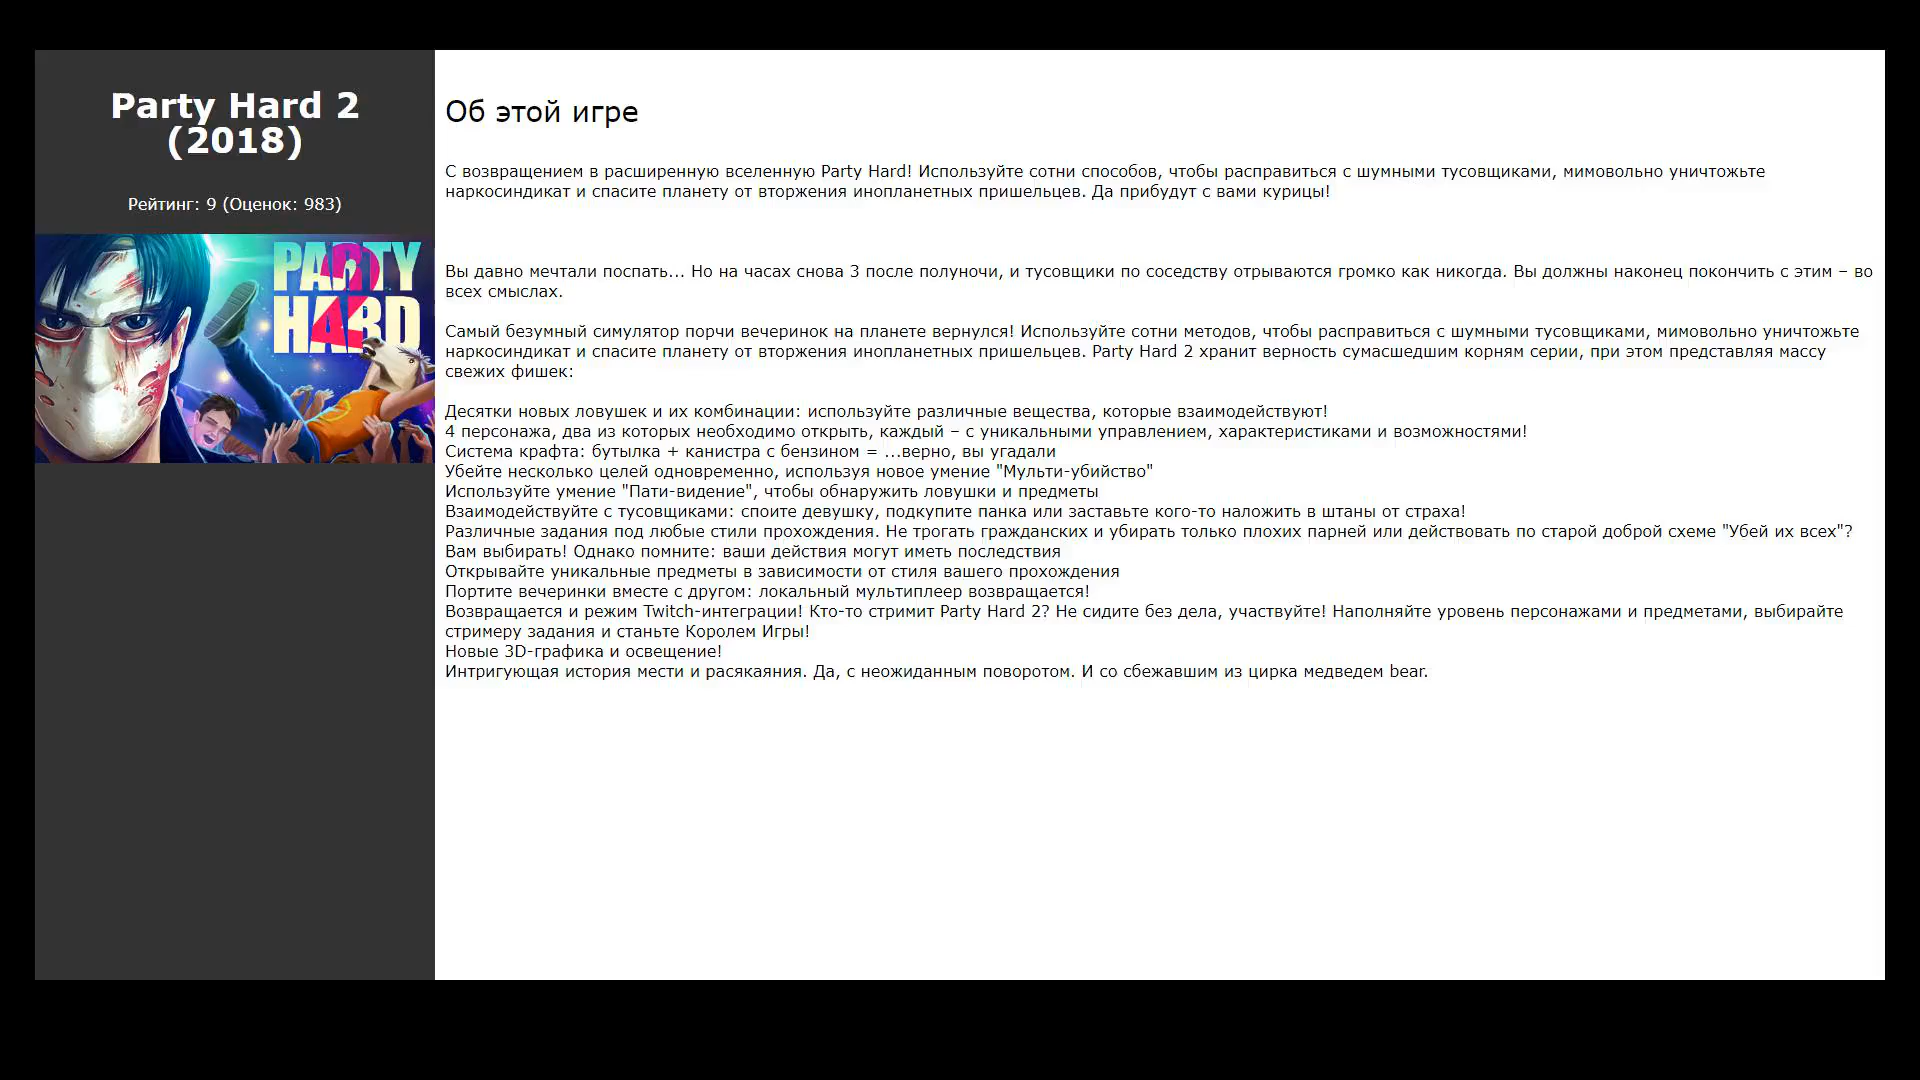 Party Hard 2
(2018)
Рейтинг: 9 (Оценок: 983)
PARTY
HARD
2
Об этой игре
С возвращением в расширенную вселенную Party Hard! Используйте сотни способов, чтобы расправиться с шумными тусовщиками, мимовольно уничтожьте
наркосиндикат и спасите планету от вторжения инопланетных пришельцев. Да прибудут с вами курицы!
Вы давно мечтали поспать... Но на часах снова 3 после полуночи, и тусовщики по соседству отрываются громко как никогда. Вы должны наконец покончить с этим – во
всех смыслах.
Самый безумный симулятор порчи вечеринок на планете вернулся! Используйте сотни методов, чтобы расправиться с шумными тусовщиками, мимовольно уничтожьте
наркосиндикат и спасите планету от вторжения инопланетных пришельцев. Party Hard 2 хранит верность сумасшедшим корням серии, при этом представляя массу
свежих фишек:
Десятки новых ловушек и их комбинации: используйте различные вещества, которые взаимодействуют!
4 персонажа, два из которых необходимо открыть, каждый – с уникальными управлением, характеристиками и возможностями!
Система крафта: бутылка + канистра с бензином = ...верно, вы угадали
Убейте несколько целей одновременно, используя новое умение "Мульти-убийство"
Используйте умение "Пати-видение", чтобы обнаружить ловушки и предметы
Взаимодействуйте с тусовщиками: споите девушку, подкупите панка или заставьте кого-то наложить в штаны от страха!
Различные задания под любые стили прохождения. Не трогать гражданских и убирать только плохих парней или действовать по старой доброй схеме "Убей их всех"?
Вам выбирать! Однако помните: ваши действия могут иметь последствия
Открывайте уникальные предметы в зависимости от стиля вашего прохождения
Портите вечеринки вместе с другом: локальный мультиплеер возвращается!
Возвращается и режим Twitch-интеграции! Кто-то стримит Party Hard 2? Не сидите без дела, участвуйте! Наполняйте уровень персонажами и предметами, выбирайте
стримеру задания и станьте Королем Игры!
Новые 3D-графика и освещение!
Интригующая история мести и расякаяния. Да, с неожиданным поворотом. И со сбежавшим из цирка медведем bear.